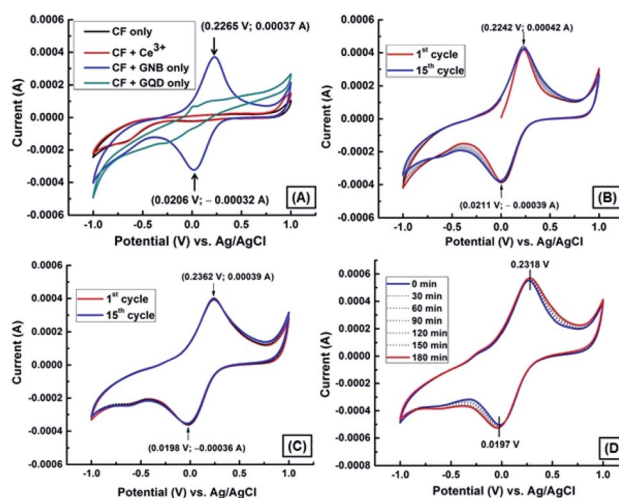 (0.2265 V; 0.00037 A)
0.0006
0.0004
0.0002
0.0000
-0.0002
-0.0004
-0.0006
Current (A)
CF only
CF + Ce³⁺
CF + GNB only
CF + GQD only
(0.0206 V; – 0.00032 A)
(A)
-1.0 -0.5 0.0 0.5 1.0
Potential (V) vs. Ag/AgCl
(0.2242 V; 0.00042 A)
0.0006
0.0004
0.0002
0.0000
-0.0002
-0.0004
-0.0006
Current (A)
1st cycle
15th cycle
(0.0211 V; – 0.00039 A)
(B)
-1.0 -0.5 0.0 0.5 1.0
Potential (V) vs. Ag/AgCl
(0.2362 V; 0.00039 A)
0.0006
0.0004
0.0002
0.0000
-0.0002
-0.0004
-0.0006
Current (A)
1st cycle
15th cycle
(0.0198 V; –0.00036 A)
(C)
-1.0 -0.5 0.0 0.5 1.0
Potential (V) vs. Ag/AgCl
0.2318 V
0.0006
0.0004
0.0002
0.0000
-0.0002
-0.0004
-0.0006
-0.0008
Current (A)
0 min
30 min
60 min
90 min
120 min
150 min
180 min
0.0197 V
(D)
-1.0 -0.5 0.0 0.5 1.0
Potential (V) vs. Ag/AgCl